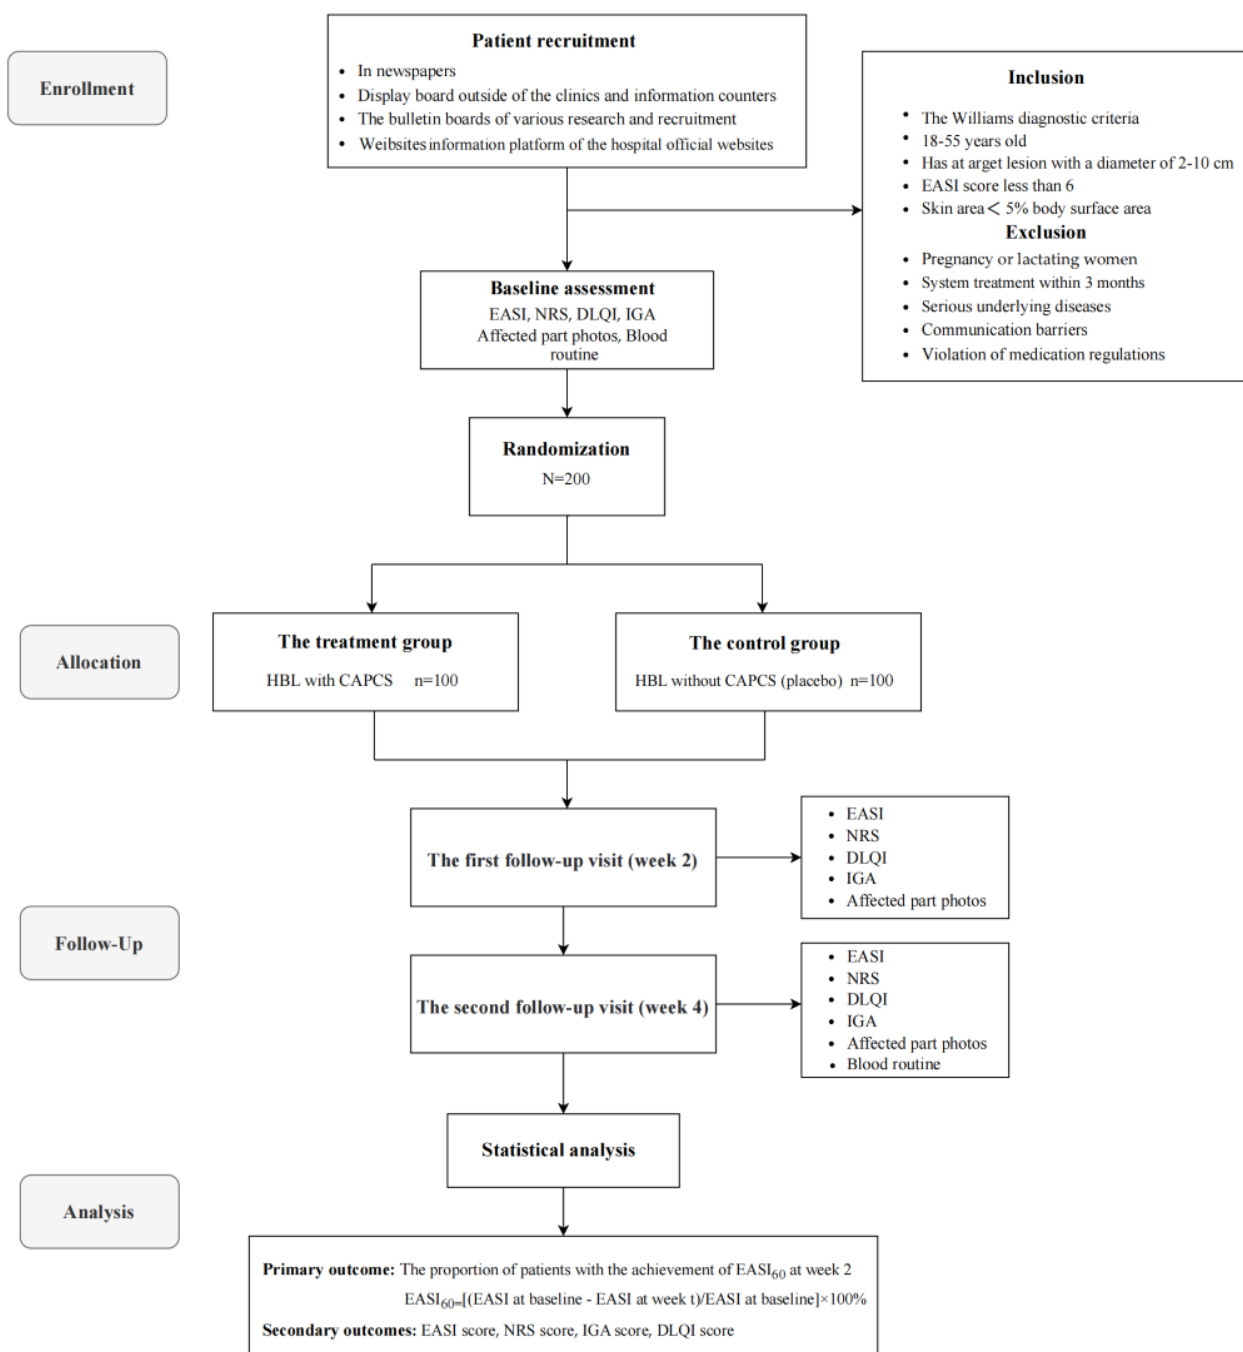 Enrollment
Patient recruitment
• In newspapers
• Display board outside of the clinics and information counters
• The bulletin boards of various research and recruitment
• Weibsites information platform of the hospital official websites
Inclusion
• The Williams diagnostic criteria
• 18-55 years old
• Has at arget lesion with a diameter of 2-10 cm
• EASI score less than 6
• Skin area< 5% body surface area
Exclusion
• Pregnancy or lactating women
• System treatment within 3 months
• Serious underlying diseases
• Communication barriers
• Violation of medication regulations
Baseline assessment
EASI, NRS, DLQI, IGA
Affected part photos, Blood
routine
Randomization
N=200
Allocation
The treatment group
HBL with CAPCS n=100
The control group
HBL without CAPCS (placebo) n=100
Follow-Up
The first follow-up visit (week 2)
• EASI
• NRS
• DLQI
• IGA
• Affected part photos
The second follow-up visit (week 4)
• EASI
• NRS
• DLQI
• IGA
• Affected part photos
• Blood routine
Analysis
Statistical analysis
Primary outcome: The proportion of patients with the achievement of EASI60 at week 2
EASI60=[(EASI at baseline - EASI at week t)/EASI at baseline]×100%
Secondary outcomes: EASI score, NRS score, IGA score, DLQI score